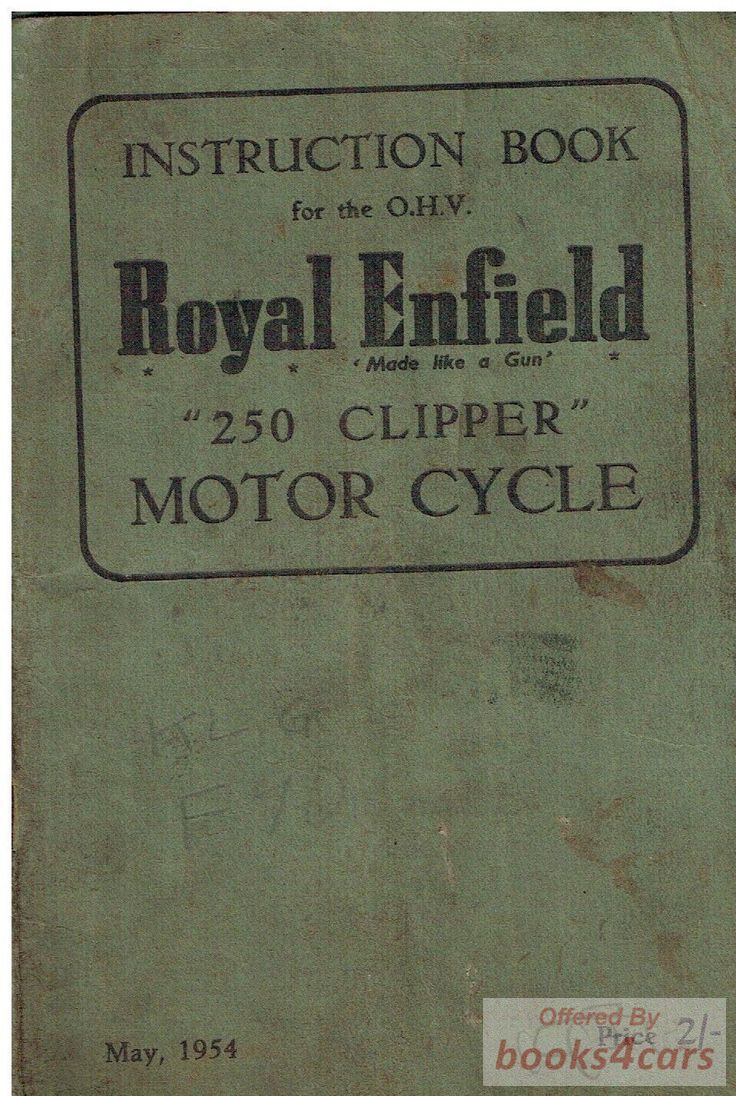 INSTRUCTION BOOK
for the O.H.V.
Royal Enfield
* * 'Made like a Gun' *
"250 CLIPPER"
MOTOR CYCLE
KLG
May, 1954
Price 2/-
Offered By
books4cars